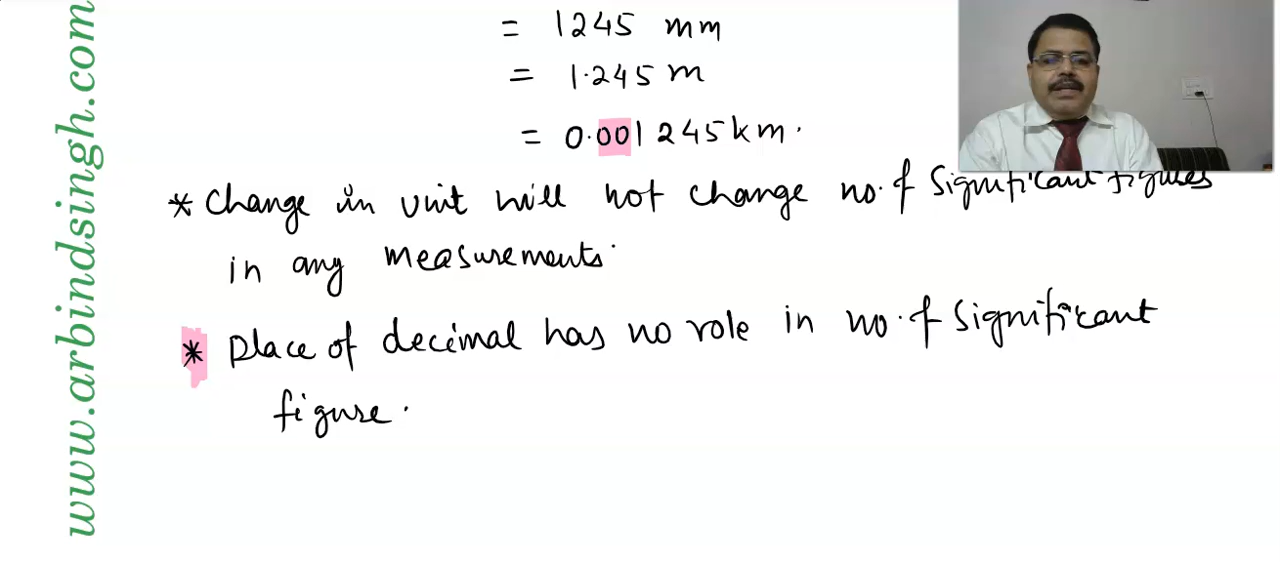 = 1245 mm
= 1.245 m
= 0.001245 km.
* Change in unit will not change no. of Significant figures
in any measurements.
* Place of decimal has no role in no. of Significant
figure.
www.arbindsingh.com